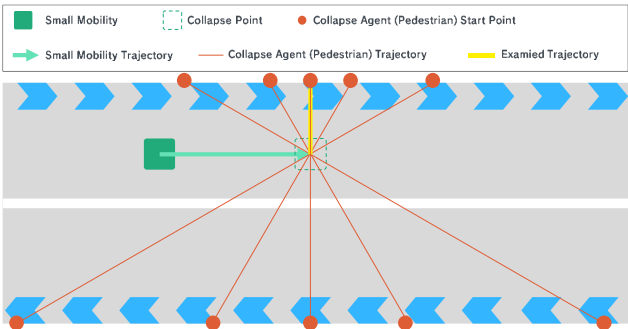 Small Mobility
Collapse Point
Collapse Agent (Pedestrian) Start Point
Small Mobility Trajectory
Collapse Agent (Pedestrian) Trajectory
Examied Trajectory